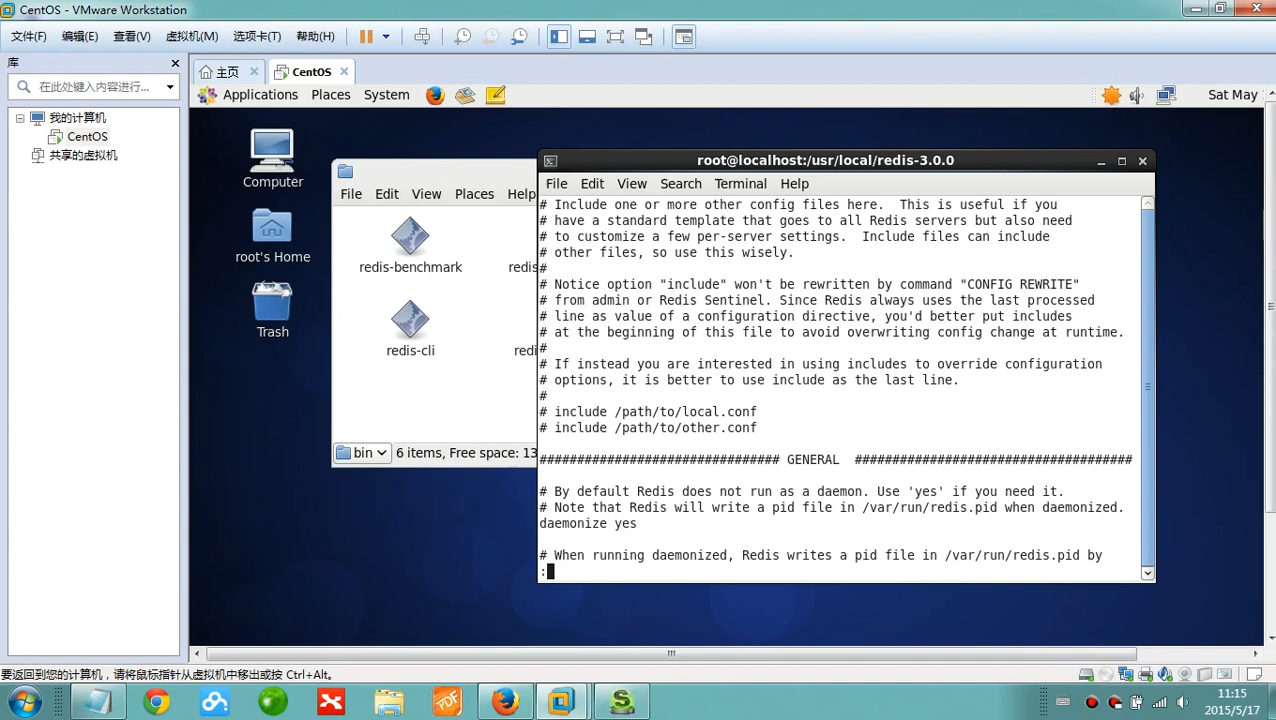 CentOS - VMware Workstation
文件(F) 编辑(E) 查看(V) 虚拟机(M) 选项卡(T) 帮助(H)
库
在此处键入内容进行...
我的计算机
CentOS
共享的虚拟机
主页 CentOS
Applications Places System Sat May
Computer
root's Home
Trash
File Edit View Places Help
redis-benchmark
redis
redis-cli
redi
bin 6 items, Free space: 13
root@localhost:/usr/local/redis-3.0.0
File Edit View Search Terminal Help
# Include one or more other config files here.  This is useful if you
# have a standard template that goes to all Redis servers but also need
# to customize a few per-server settings.  Include files can include
# other files, so use this wisely.
#
# Notice option "include" won't be rewritten by command "CONFIG REWRITE"
# from admin or Redis Sentinel. Since Redis always uses the last processed
# line as value of a configuration directive, you'd better put includes
# at the beginning of this file to avoid overwriting config change at runtime.
#
# If instead you are interested in using includes to override configuration
# options, it is better to use include as the last line.
#
# include /path/to/local.conf
# include /path/to/other.conf
################################ GENERAL  #####################################
# By default Redis does not run as a daemon. Use 'yes' if you need it.
# Note that Redis will write a pid file in /var/run/redis.pid when daemonized.
daemonize yes
# When running daemonized, Redis writes a pid file in /var/run/redis.pid by
:
要返回到您的计算机，请将鼠标指针从虚拟机中移出或按 Ctrl+Alt。
PDF
S
11:15
2015/5/17